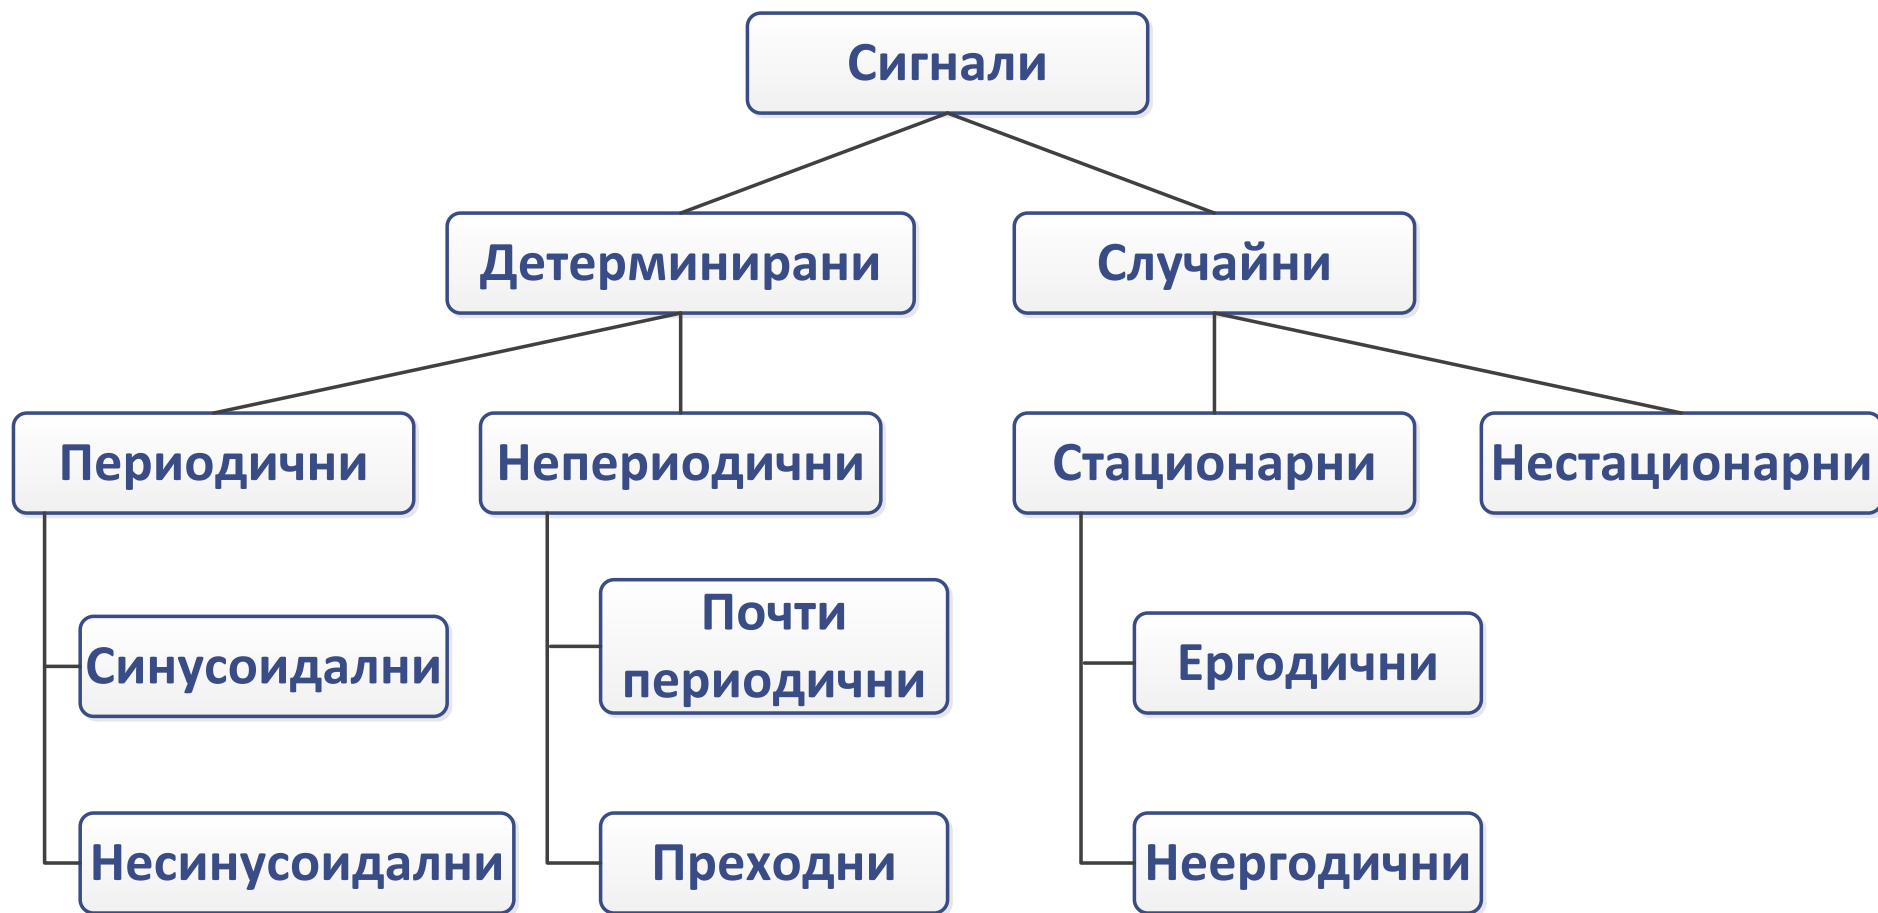 Сигнали
Детерминирани
Случайни
Периодични
Непериодични
Стационарни
Нестационарни
Синусоидални
Почти
периодични
Ергодични
Несинусоидални
Преходни
Неергодични